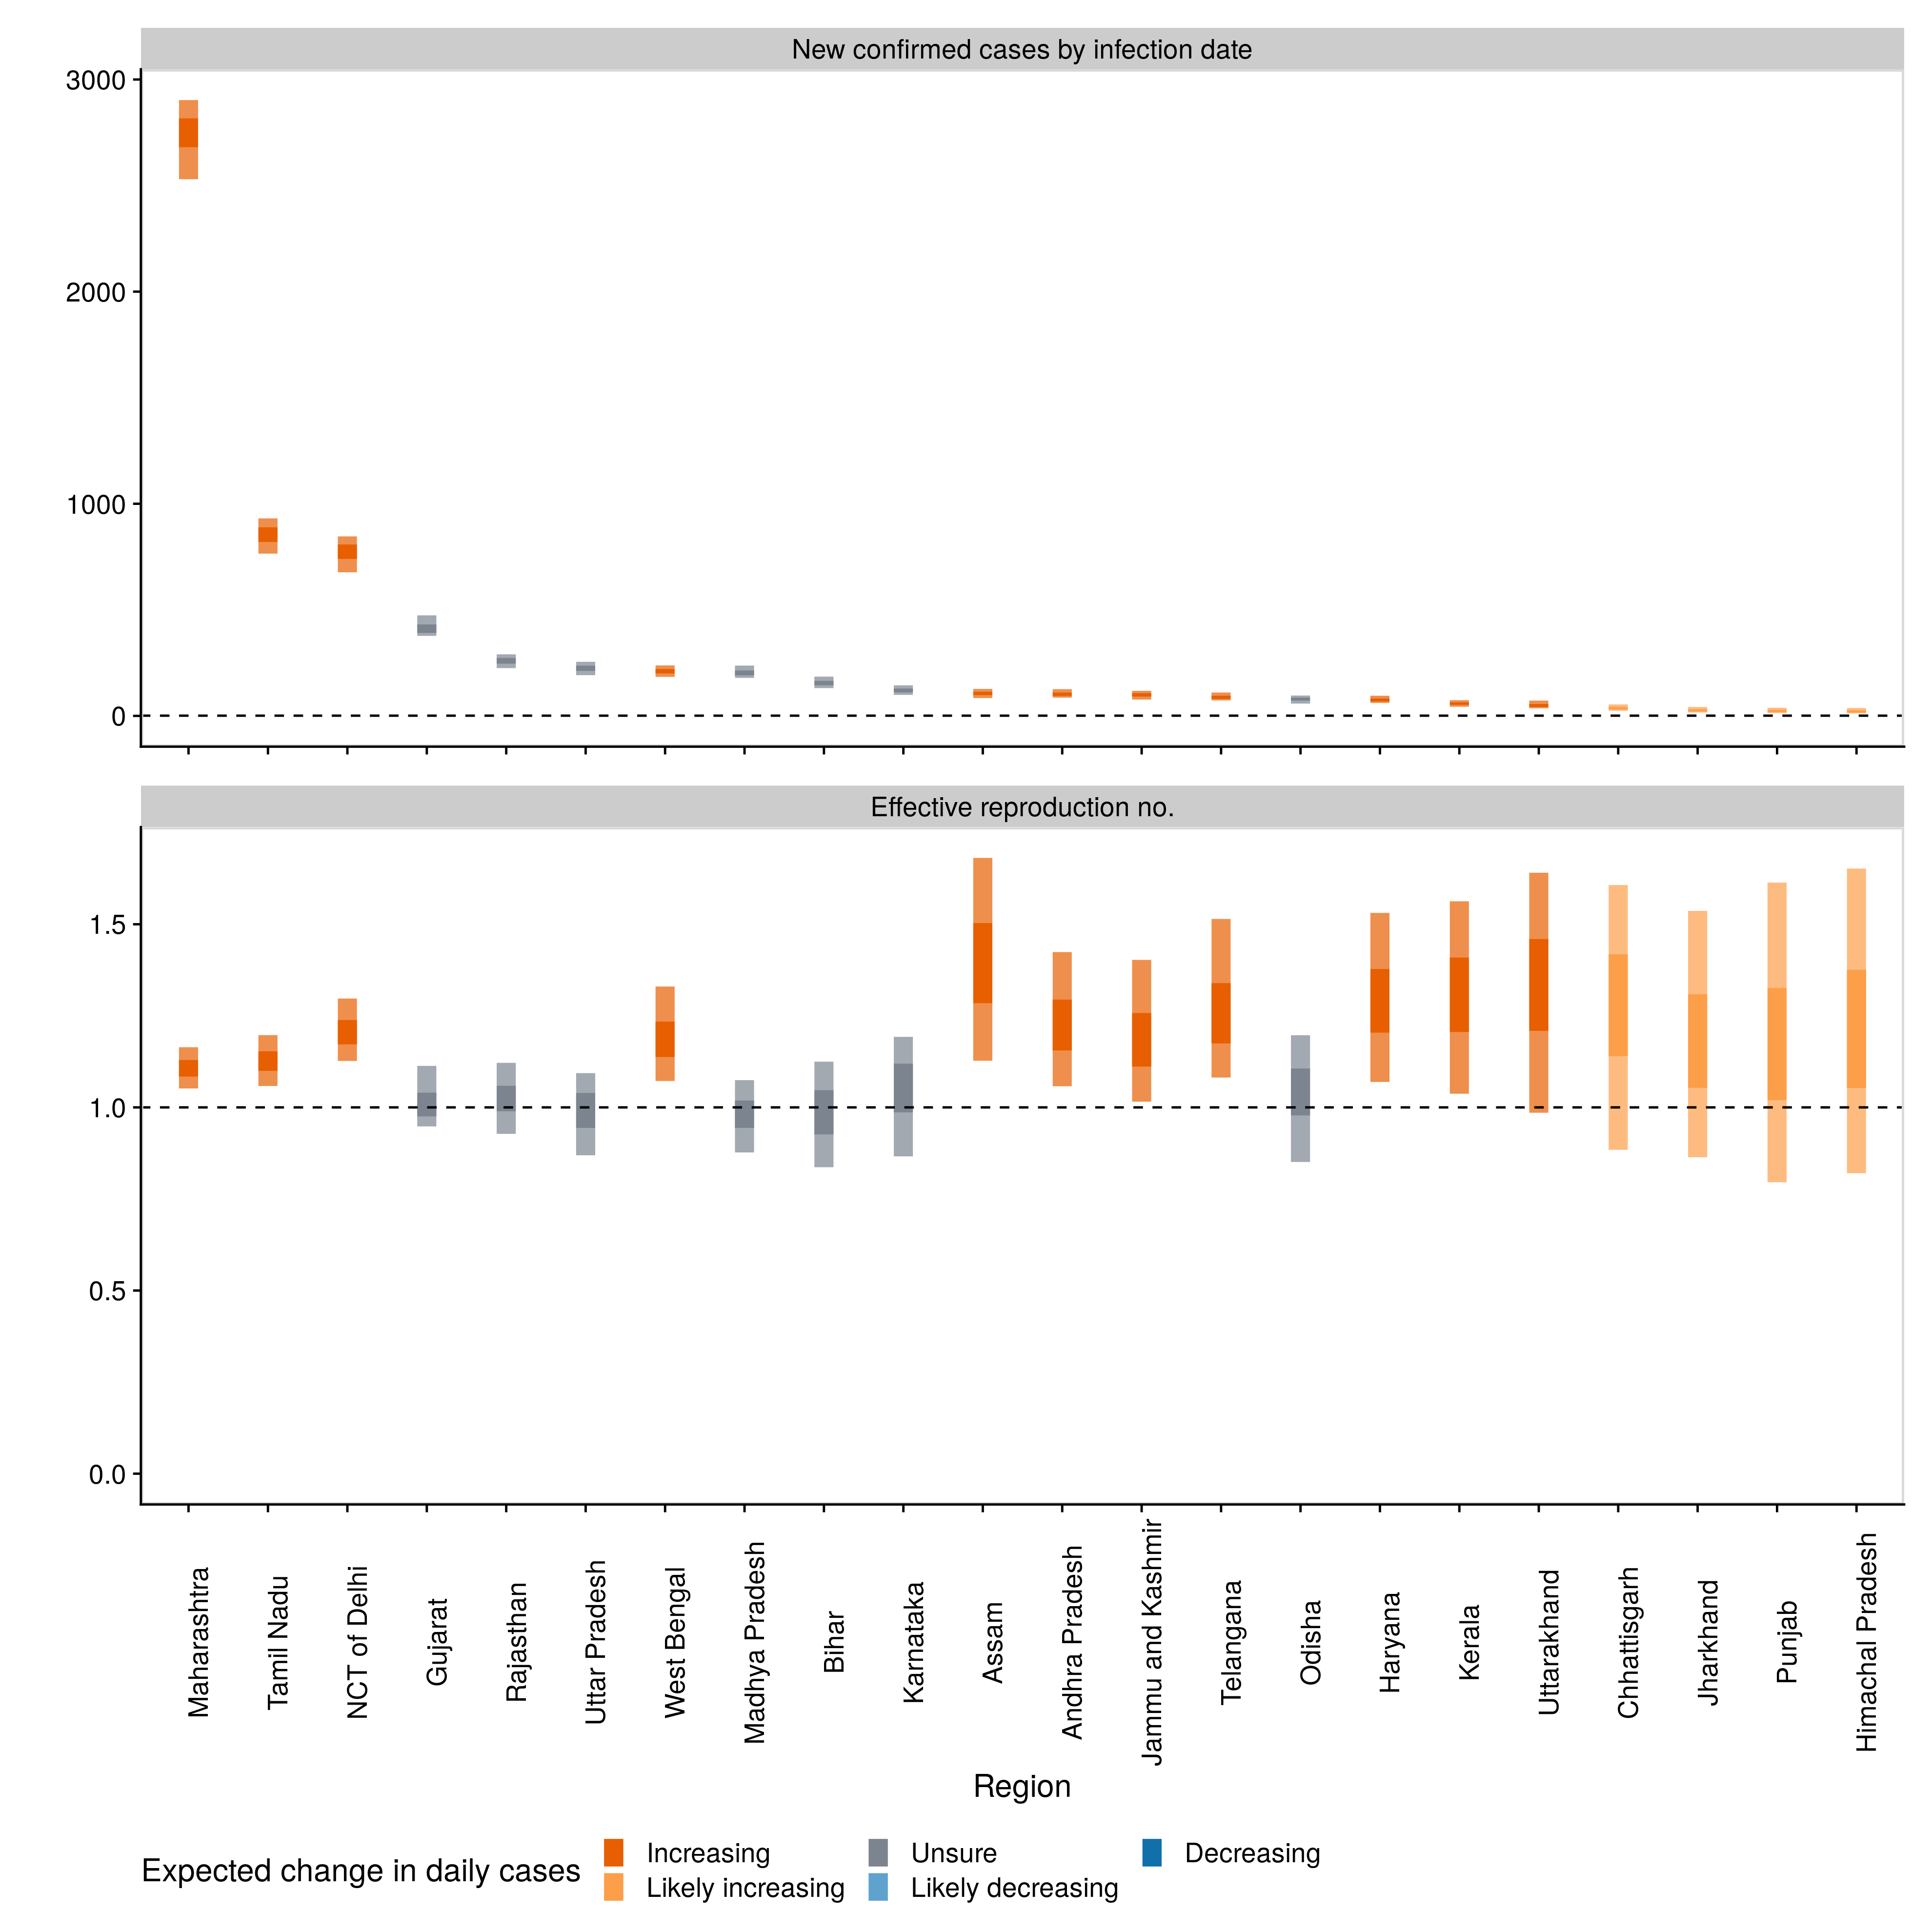 New confirmed cases by infection date
3000
2000
1000
0
Effective reproduction no.
1.5
1.0
0.5
0.0
Maharashtra
Tamil Nadu
NCT of Delhi
Gujarat
Rajasthan
Uttar Pradesh
West Bengal
Madhya Pradesh
Bihar
Karnataka
Assam
Andhra Pradesh
Jammu and Kashmir
Telangana
Odisha
Haryana
Kerala
Uttarakhand
Chhattisgarh
Jharkhand
Punjab
Himachal Pradesh
Region
Expected change in daily cases
Increasing
Unsure
Decreasing
Likely increasing
Likely decreasing